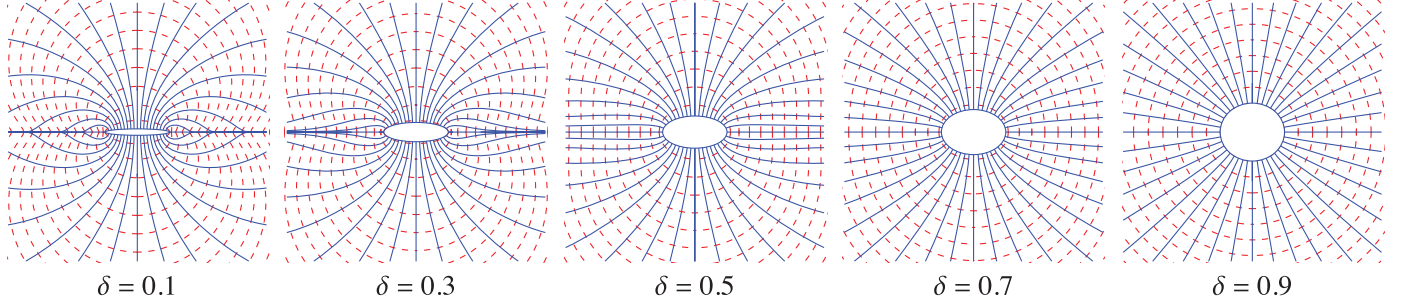 δ = 0.1 δ = 0.3 δ = 0.5 δ = 0.7 δ = 0.9